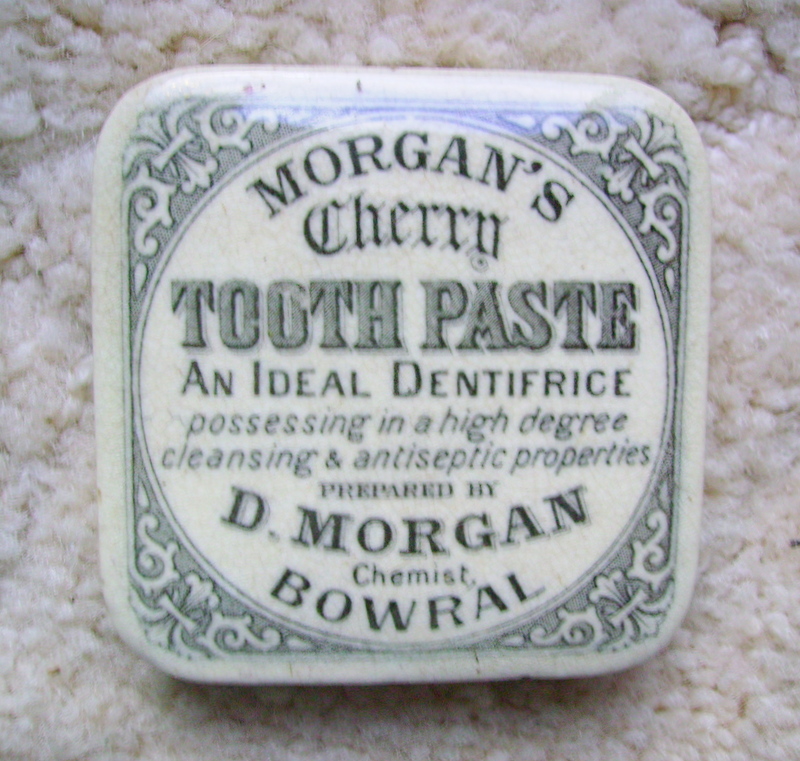 MORGAN'S
Cherry
TOOTH PASTE
AN IDEAL DENTIFRICE
possessing in a high degree
cleansing & antiseptic properties
PREPARED BY
D. MORGAN
Chemist,
BOWRAL